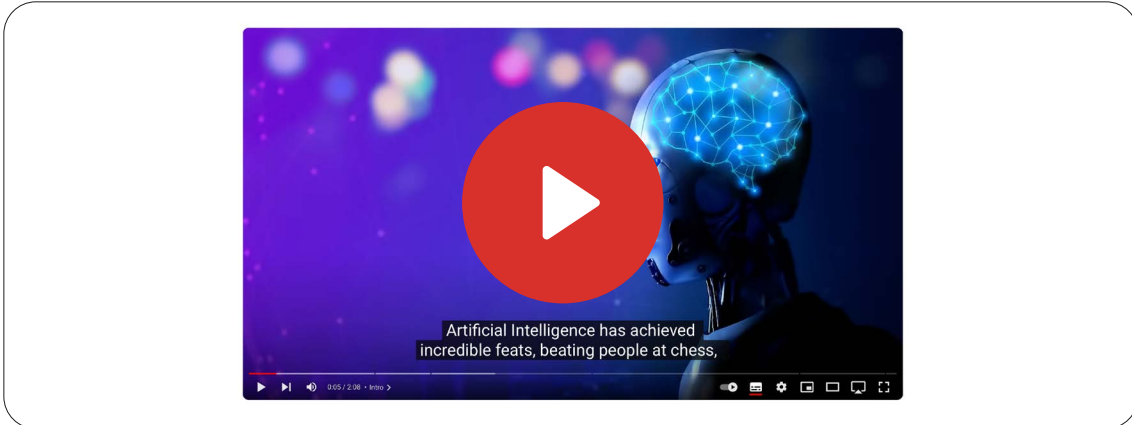 Artificial Intelligence has achieved
incredible feats, beating people at chess,
0:05 / 2:08 • Intro >